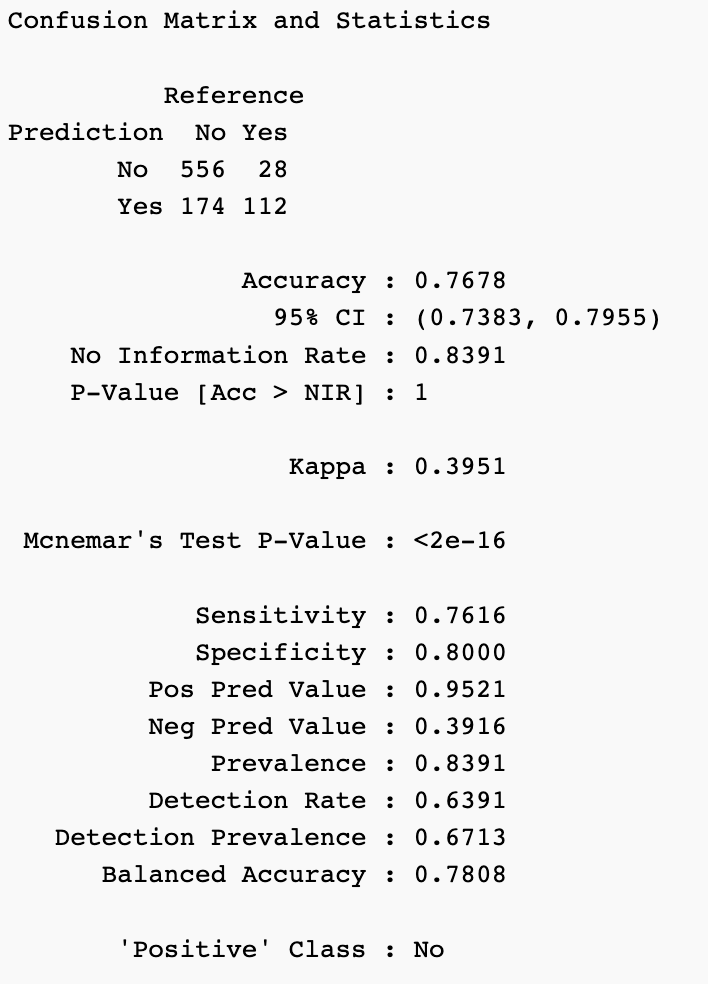 Confusion Matrix and Statistics
Reference
Prediction No Yes
No 556 28
Yes 174 112
Accuracy : 0.7678
95% CI : (0.7383, 0.7955)
No Information Rate : 0.8391
P-Value [Acc > NIR] : 1
Kappa : 0.3951
Mcnemar's Test P-Value : <2e-16
Sensitivity : 0.7616
Specificity : 0.8000
Pos Pred Value : 0.9521
Neg Pred Value : 0.3916
Prevalence : 0.8391
Detection Rate : 0.6391
Detection Prevalence : 0.6713
Balanced Accuracy : 0.7808
'Positive' Class : No